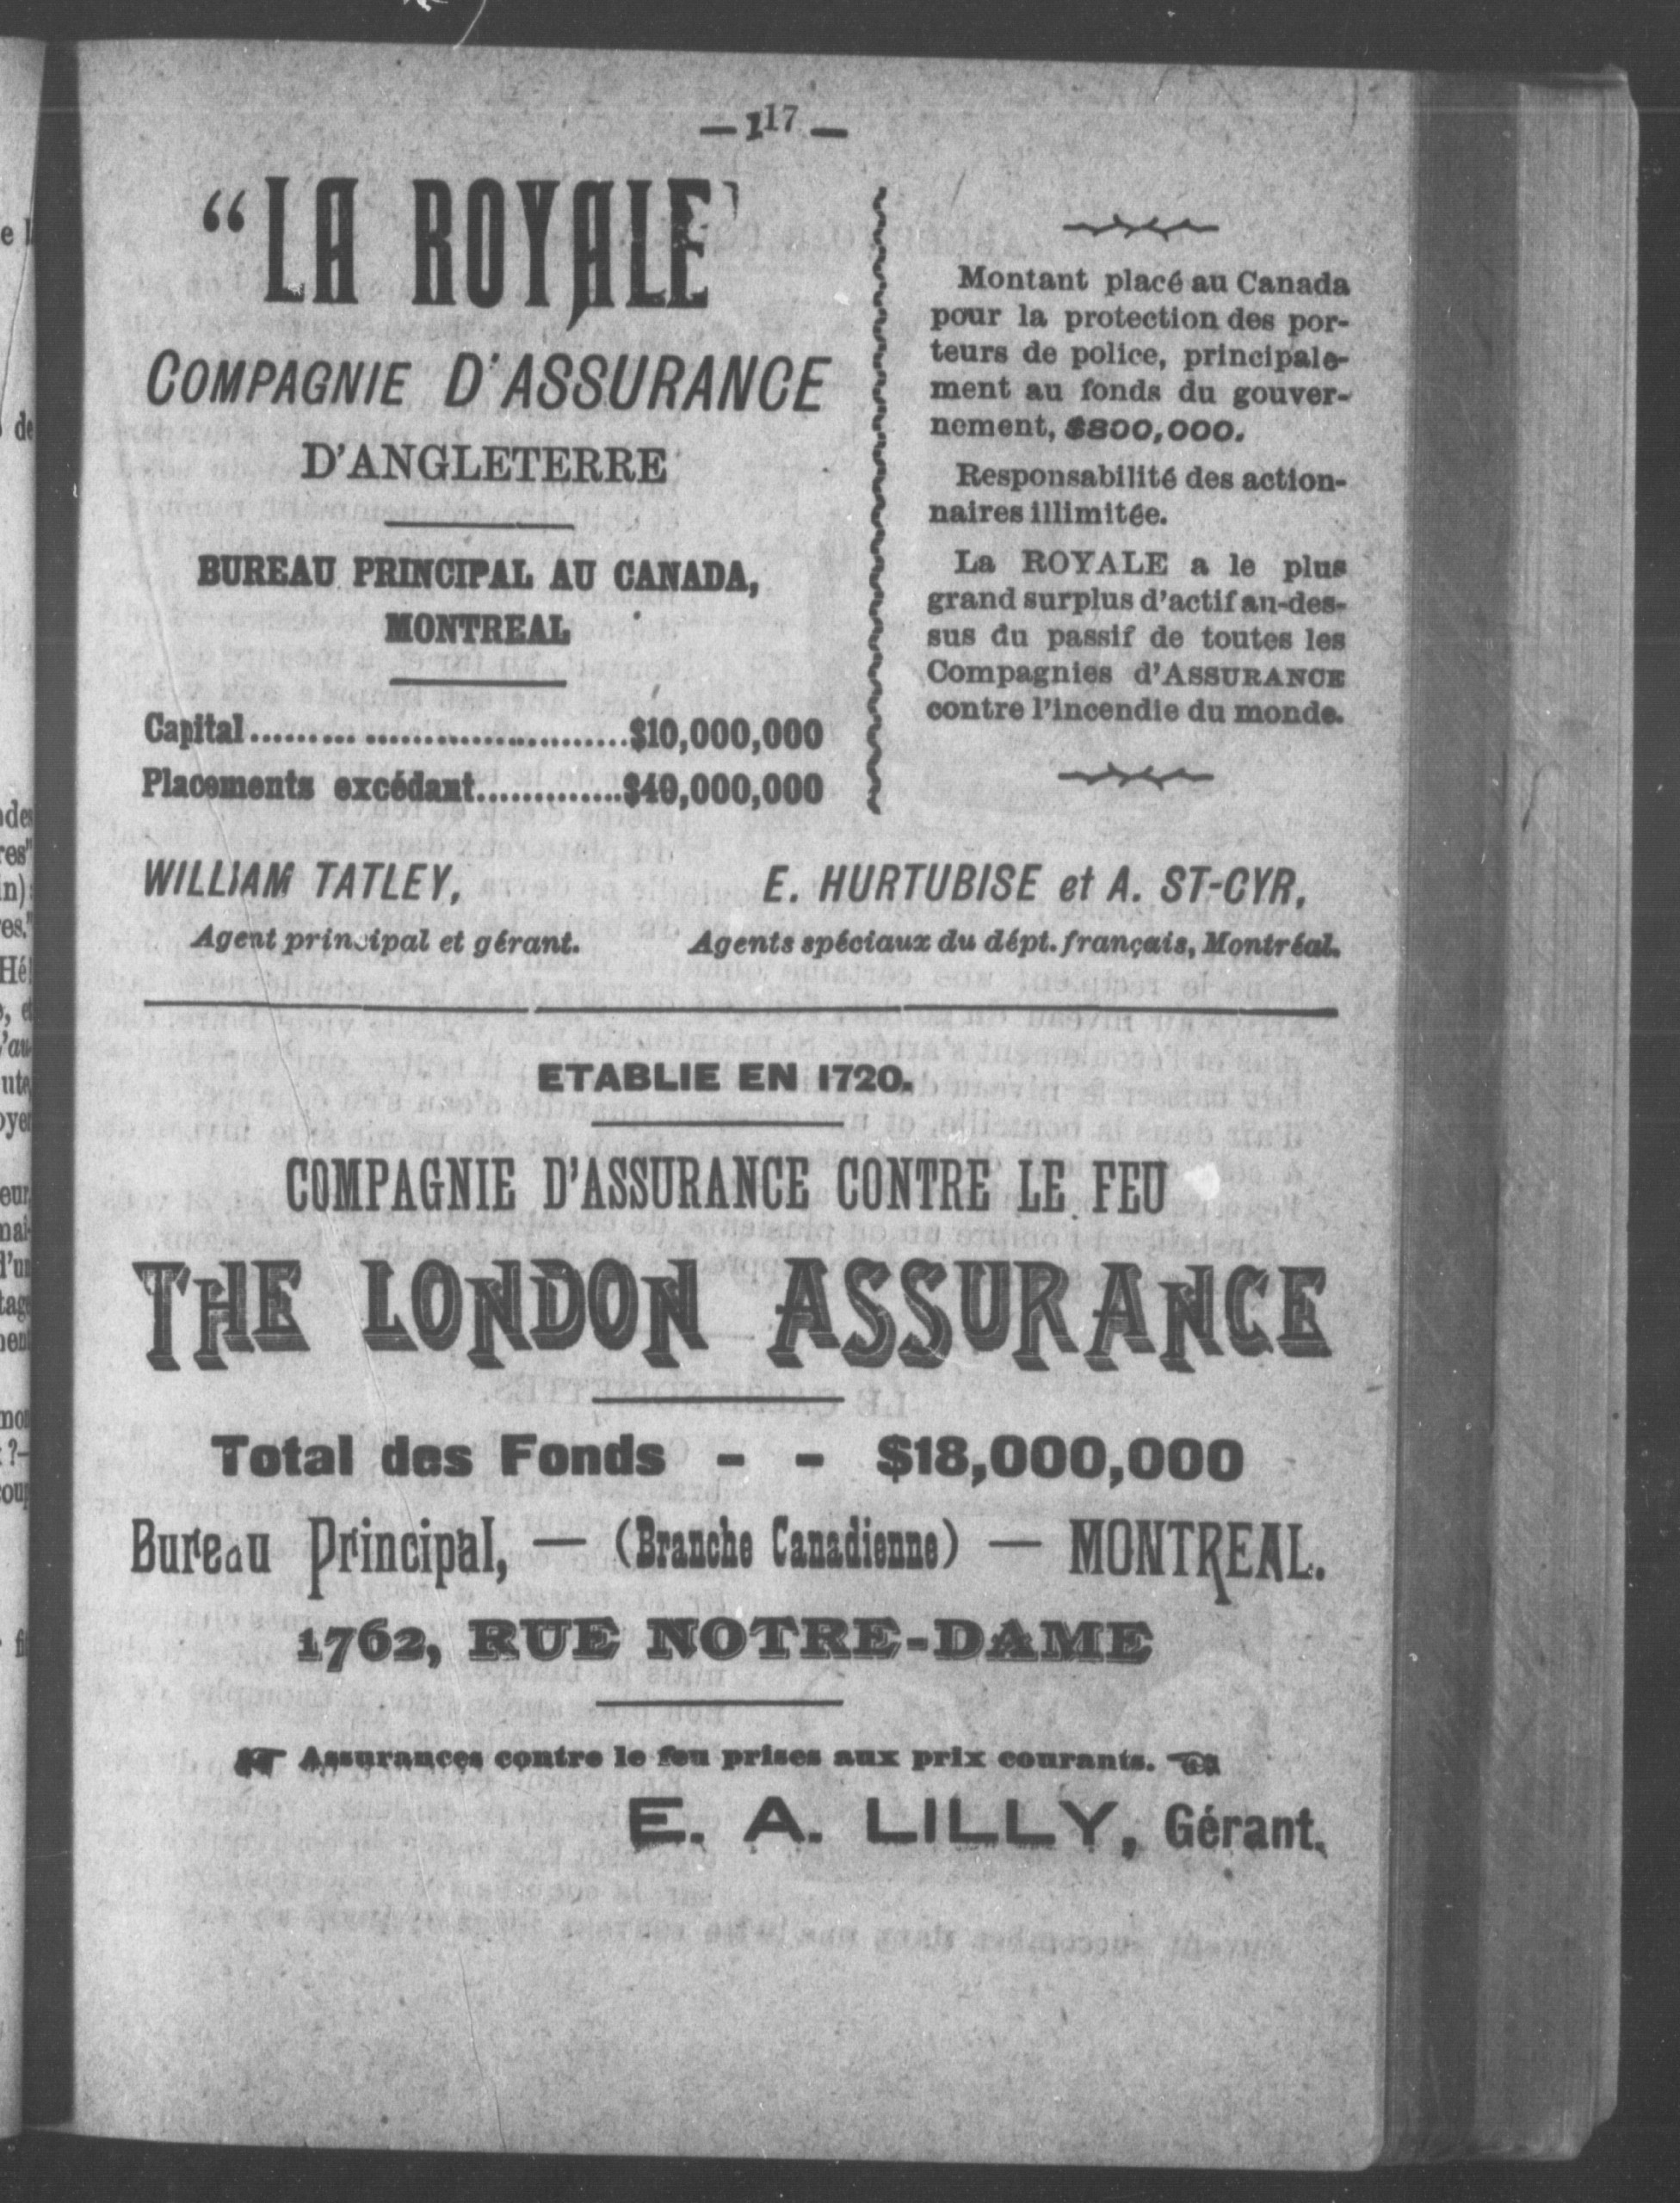 — 117 —
"LA ROYALE"
COMPAGNIE D'ASSURANCE
D'ANGLETERRE
BUREAU PRINCIPAL AU CANADA,
MONTREAL
Capital.................................$10,000,000
Placements excédant..............$40,000,000
Montant placé au Canada
pour la protection des por-
teurs de police, principale-
ment au fonds du gouver-
nement, $800,000.
Responsabilité des action-
naires illimitée.
La ROYALE a le plus
grand surplus d'actif au-des-
sus du passif de toutes les
Compagnies d'ASSURANCE
contre l'incendie du monde.
WILLIAM TATLEY,
Agent principal et gérant.
E. HURTUBISE et A. ST-CYR,
Agents spéciaux du dépt. français, Montréal.
ETABLIE EN 1720.
COMPAGNIE D'ASSURANCE CONTRE LE FEU
THE LONDON ASSURANCE
Total des Fonds - - $18,000,000
Bureau Principal, — (Branche Canadienne) — MONTREAL.
1762, RUE NOTRE-DAME
Assurances contre le feu prises aux prix courants.
E. A. LILLY, Gérant.